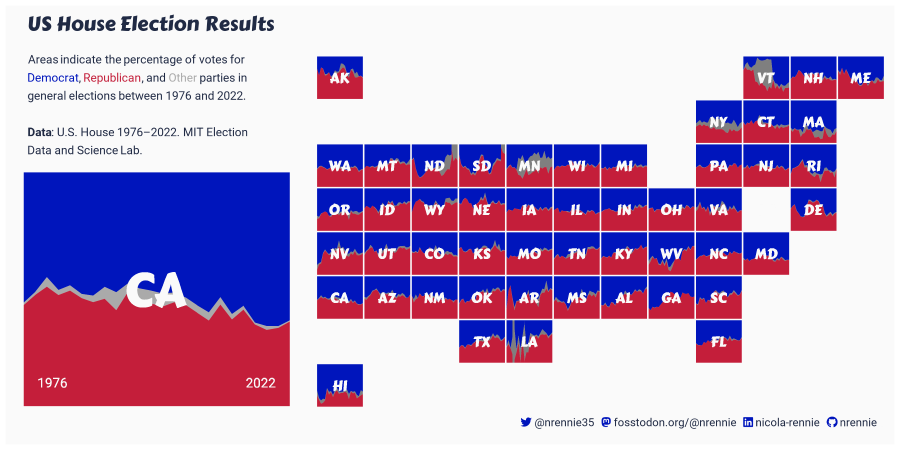 US House Election Results
Areas indicate the percentage of votes for
Democrat, Republican, and Other parties in
general elections between 1976 and 2022.
Data: U.S. House 1976–2022. MIT Election
Data and Science Lab.
CA
1976 2022
AK VT NH ME
NY CT MA
WA MT ND SD MN WI MI PA NJ RI
OR ID WY NE IA IL IN OH VA DE
NV UT CO KS MO TN KY WV NC MD
CA AZ NM OK AR MS AL GA SC
TX LA FL
HI
@nrennie35 fosstodon.org/@nrennie nicola-rennie nrennie